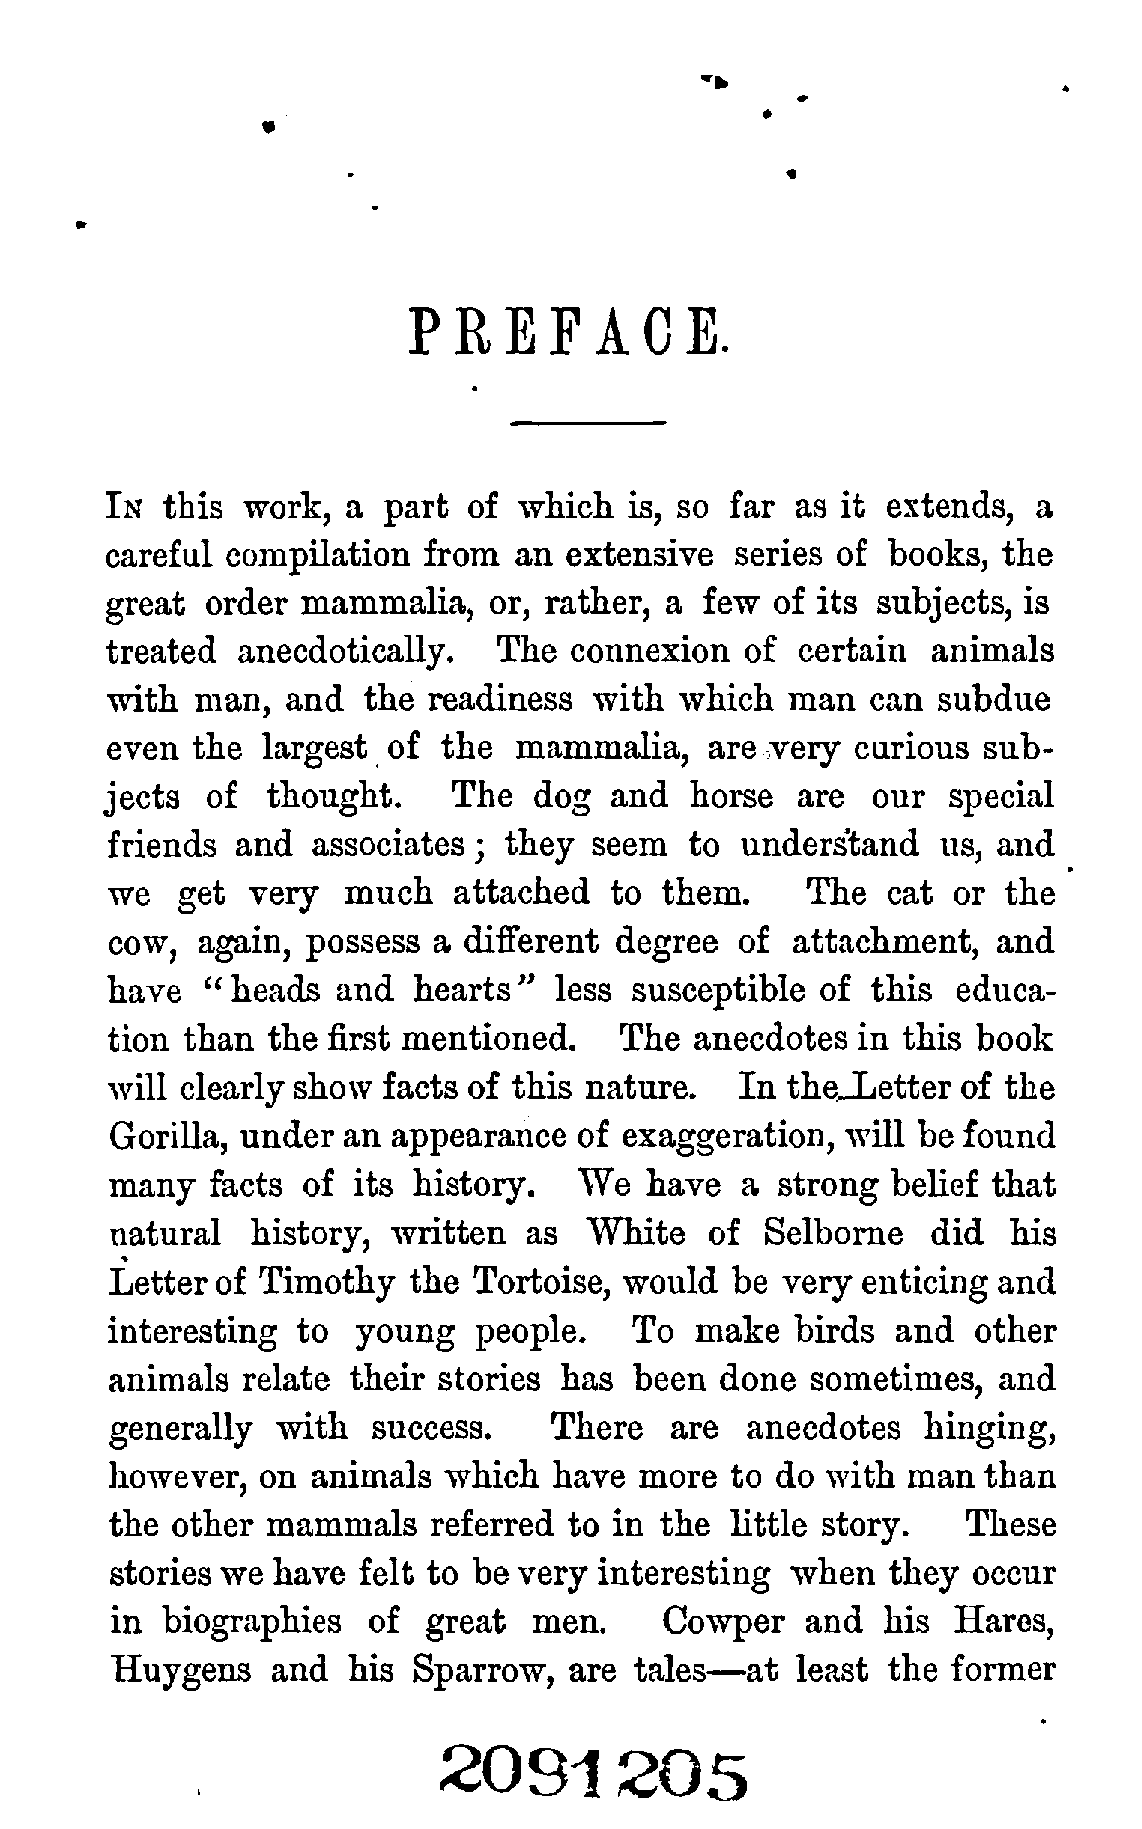 PREFACE.
IN this work, a part of which is, so far as it extends, a
careful compilation from an extensive series of books, the
great order mammalia, or, rather, a few of its subjects, is
treated anecdotically. The connexion of certain animals
with man, and the readiness with which man can subdue
even the largest of the mammalia, are very curious sub-
jects of thought. The dog and horse are our special
friends and associates; they seem to understand us, and
we get very much attached to them. The cat or the
cow, again, possess a different degree of attachment, and
have "heads and hearts" less susceptible of this educa-
tion than the first mentioned. The anecdotes in this book
will clearly show facts of this nature. In the Letter of the
Gorilla, under an appearance of exaggeration, will be found
many facts of its history. We have a strong belief that
natural history, written as White of Selborne did his
Letter of Timothy the Tortoise, would be very enticing and
interesting to young people. To make birds and other
animals relate their stories has been done sometimes, and
generally with success. There are anecdotes hinging,
however, on animals which have more to do with man than
the other mammals referred to in the little story. These
stories we have felt to be very interesting when they occur
in biographies of great men. Cowper and his Hares,
Huygens and his Sparrow, are tales—at least the former
2091205